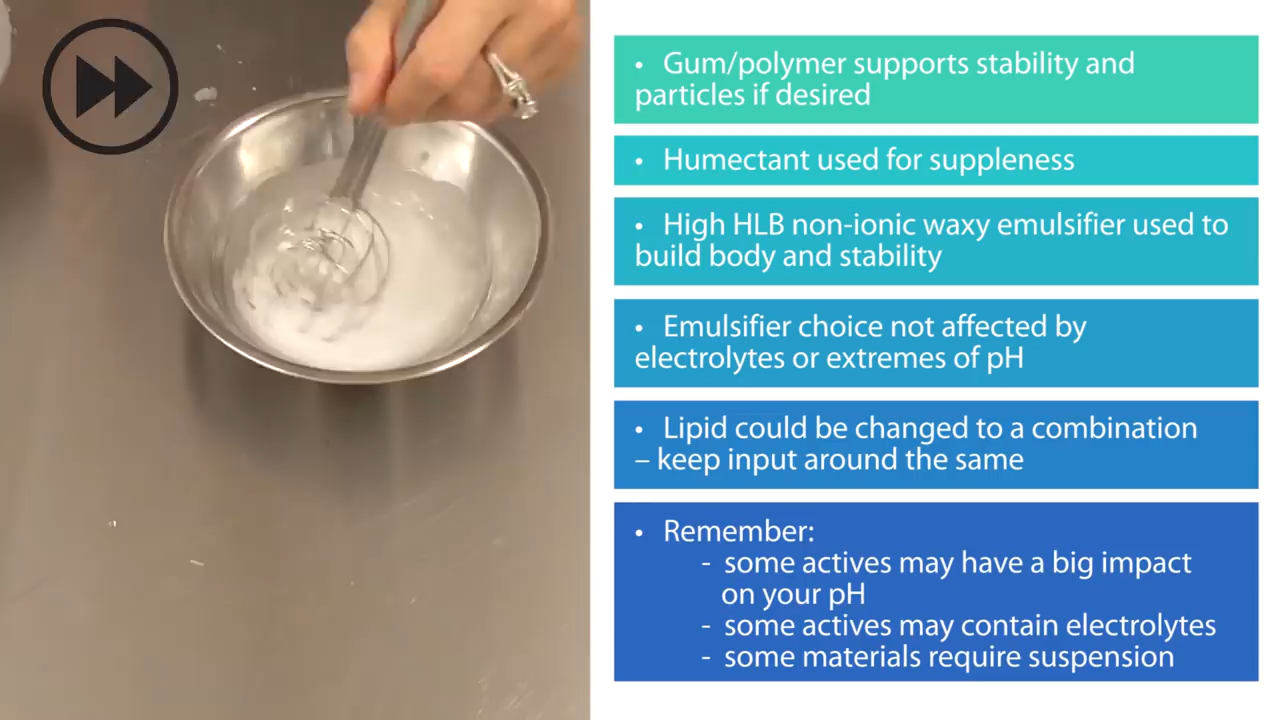 • Gum/polymer supports stability and
particles if desired
• Humectant used for suppleness
• High HLB non-ionic waxy emulsifier used to
build body and stability
• Emulsifier choice not affected by
electrolytes or extremes of pH
• Lipid could be changed to a combination
– keep input around the same
• Remember:
- some actives may have a big impact
on your pH
- some actives may contain electrolytes
- some materials require suspension